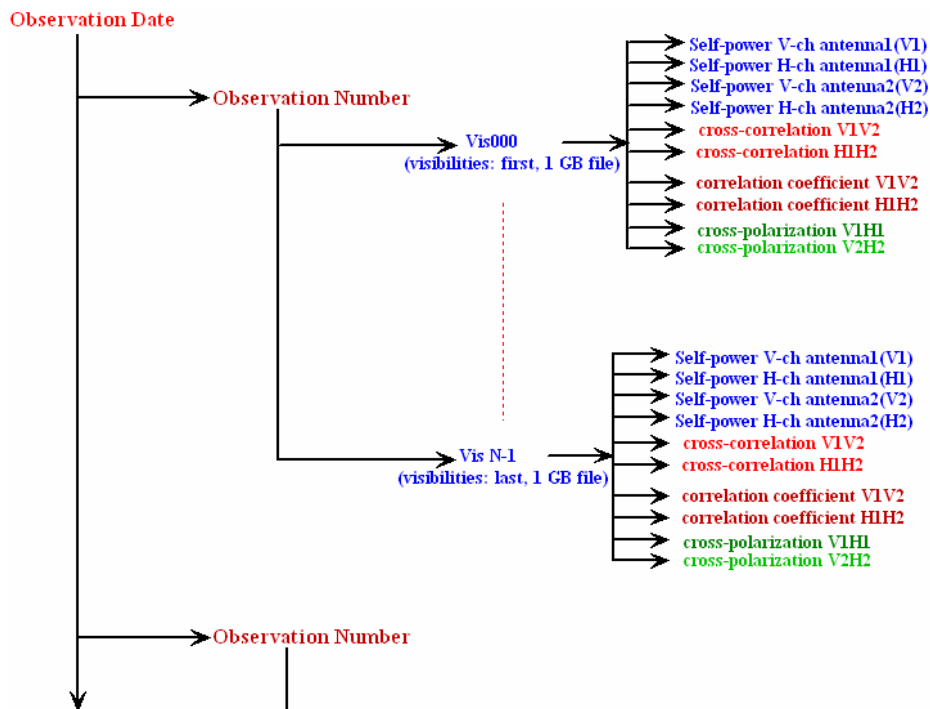 Observation Date
Observation Number
Vis000
(visibilities: first, 1 GB file)
Self-power V-ch antenna1(V1)
Self-power H-ch antenna1(H1)
Self-power V-ch antenna2(V2)
Self-power H-ch antenna2(H2)
cross-correlation V1V2
cross-correlation H1H2
correlation coefficient V1V2
correlation coefficient H1H2
cross-polarization V1H1
cross-polarization V2H2
Vis N-1
(visibilities: last, 1 GB file)
Self-power V-ch antenna1(V1)
Self-power H-ch antenna1(H1)
Self-power V-ch antenna2(V2)
Self-power H-ch antenna2(H2)
cross-correlation V1V2
cross-correlation H1H2
correlation coefficient V1V2
correlation coefficient H1H2
cross-polarization V1H1
cross-polarization V2H2
Observation Number